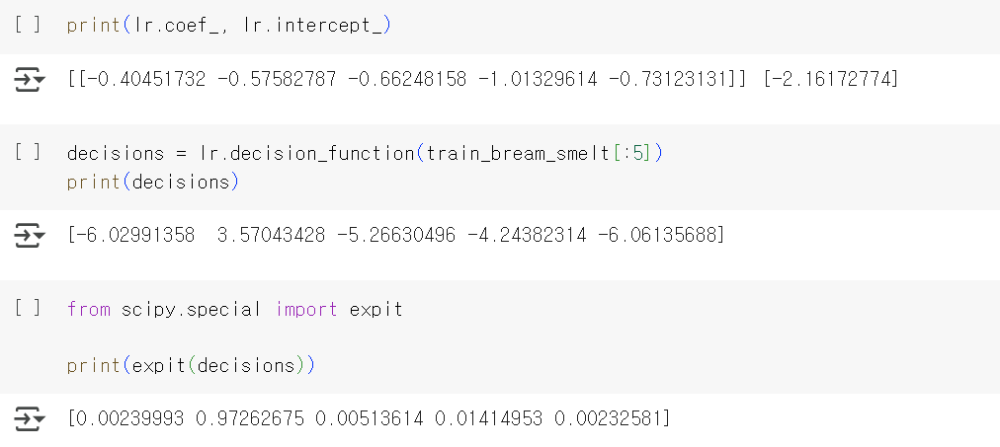 [ ] print(lr.coef_, lr.intercept_)
[[-0.40451732 -0.57582787 -0.66248158 -1.01329614 -0.73123131]] [-2.16172774]
[ ] decisions = lr.decision_function(train_bream_smelt[:5])
print(decisions)
[-6.02991358  3.57043428 -5.26630496 -4.24382314 -6.06135688]
[ ] from scipy.special import expit
print(expit(decisions))
[0.00239993 0.97262675 0.00513614 0.01414953 0.00232581]